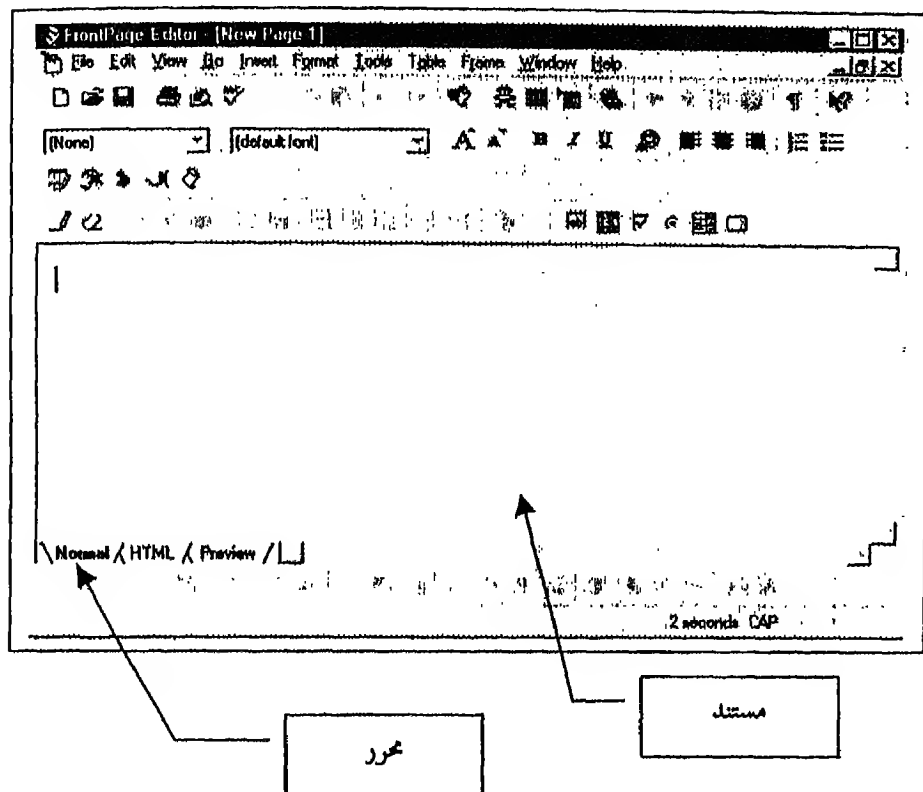 FrontPage Editor - [New Page 1]
File Edit View Go Insert Format Tools Table Frame Window Help
(None) (default font) A A B I U
Normal HTML Preview
2 seconds CAP
مستند
محرر